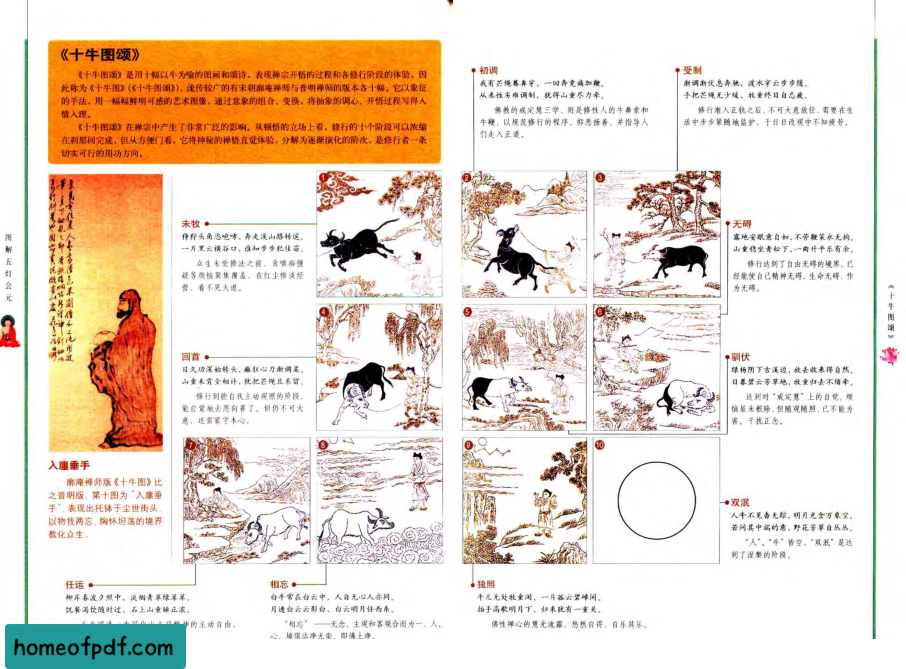 《十牛图颂》
《十牛图颂》是用十幅以牛为喻的图画和颂诗，表现禅宗开悟的过程和各修行阶段的体验，因
此称为《十牛图》(《十牛图颂》)，流传较广的有宋朝廓庵禅师与普明禅师的版本各十幅。它以象征
的手法，用一幅幅鲜明可感的艺术图像，通过意象的组合、变换，将抽象的调心、开悟过程写得入
情入理。
《十牛图颂》在禅宗中产生了非常广泛的影响。从顿悟的立场上看，修行的十个阶段可以浓缩
在刹那间完成，但从方便门看，它将神秘的禅悟直觉体验，分解为逐渐演化的阶次，是修行者一条
切实可行的用功方向。
初调
我有芒绳蓦鼻穿，一回奔竞痛加鞭。
从来性劣难调制，犹得山童尽力牵。
佛教的戒定慧三学，则是修性人的牛鼻索和
牛鞭，以规范修行的程序，抑恶扬善，并指导人
们走入正道。
受制
渐调渐伏息奔驰，渡水穿云步步随。
手把芒绳无少缓，牧童终日自忘疲。
修行渐入正轨之后，不可大意放任，需要在生
活中步步紧随地监护，于日日改观中不知疲劳。
未牧
狰狞头角恣咆哮，奔走溪山路转遥。
一片黑云横谷口，谁知步步犯佳苗。
众生未受佛法之前，贪嗔痴慢
疑等烦恼聚集覆盖，在红尘惨淡经
营，看不见大道。
无碍
露地安眠意自如，不劳鞭策永无拘。
山童稳坐青松下，一曲升平乐有余。
修行达到了自由无碍的境界，已
经能使自己精神无碍，生命无碍，作
为无碍。
回首
日久功深始转头，癫狂心力渐调柔。
山童未肯全相许，犹把芒绳且系留。
修行到能自我主动观照的阶段，
能自觉地去恶向善了。但仍不可大
意，还需紧守本心。
驯伏
绿杨阴下古溪边，放去收来得自然。
日暮碧云芳草地，牧童归去不须牵。
达到对“戒定慧”上的自觉，烦
恼虽未根除，但随观随照，已不能为
害，干扰正念。
入廛垂手
廓庵禅师版《十牛图》比
之普明版，第十图为“入廛垂
手”，表现出托钵于尘世街头，
以物我两忘、胸怀坦荡的境界
教化众生。
双泯
人牛不见杳无踪，明月光含万象空。
若问其中端的意，野花芳草自丛丛。
“人”、“牛”皆空，“双泯”是达
到了涅槃的阶段。
任运
柳岸春波夕照中，淡烟芳草绿茸茸。
饥餐渴饮随时过，石上山童睡正浓。
的主动自由，
相忘
白牛常在白云中，人自无心牛亦同。
月透白云云影白，白云明月任西东。
“相忘”——无念，主观和客观合而为一，人、
心、境俱洁净无染，即佛土净。
独照
牛儿无处牧童闲，一片孤云碧嶂间。
拍手高歌明月下，归来犹有一重关。
佛性禅心的慧光流露，悠然自得，自乐其乐。
1
2
3
4
5
6
7
8
9
10
图解五灯会元
《十牛图颂》
homeofpdf.com